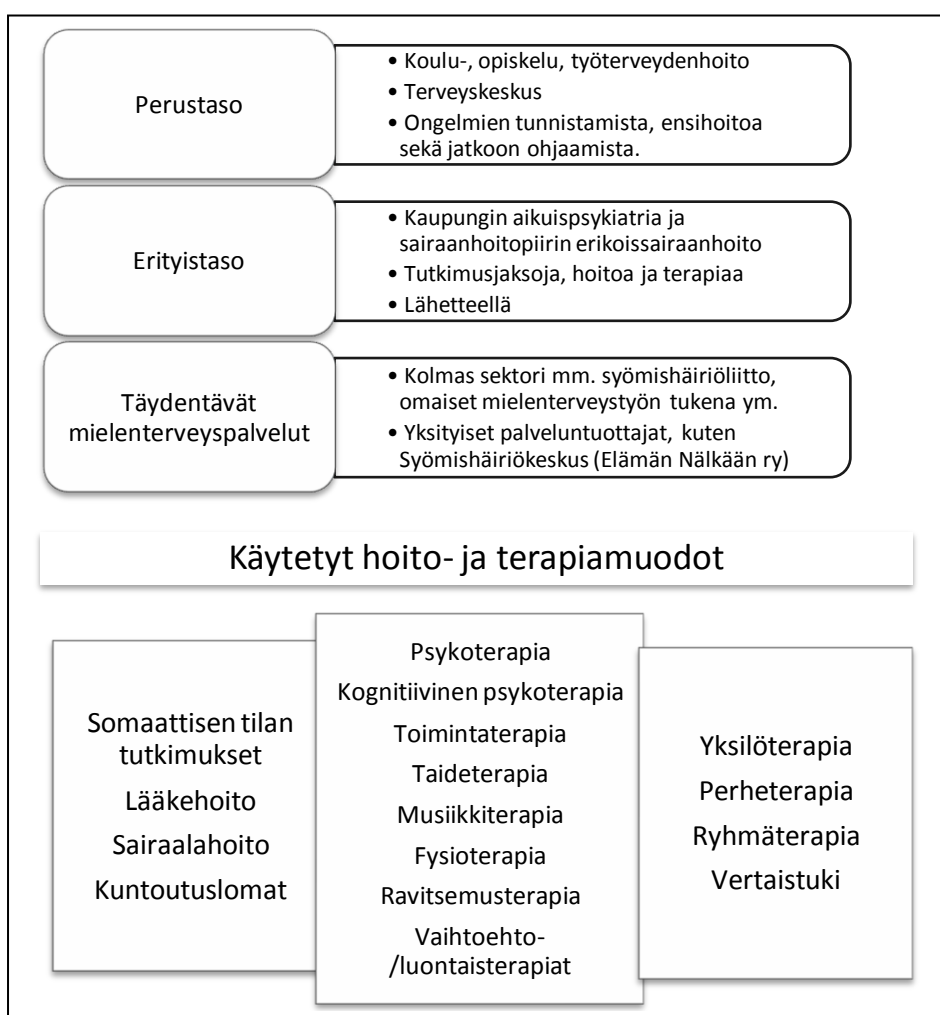 Perustaso
• Koulu-, opiskelu, työterveydenhoito
• Terveyskeskus
• Ongelmien tunnistamista, ensihoitoa
sekä jatkoon ohjaamista.
Erityistaso
• Kaupungin aikuispsykiatria ja
sairaanhoitopiirin erikoissairaanhoito
• Tutkimusjaksoja, hoitoa ja terapiaa
• Lähetteellä
Täydentävät
mielenterveyspalvelut
• Kolmas sektori mm. syömishäiriöliitto,
omaiset mielenterveystyön tukena ym.
• Yksityiset palveluntuottajat, kuten
Syömishäiriökeskus (Elämän Nälkään ry)
Käytetyt hoito- ja terapiamuodot
Somaattisen tilan
tutkimukset
Lääkehoito
Sairaalahoito
Kuntoutuslomat
Psykoterapia
Kognitiivinen psykoterapia
Toimintaterapia
Taideterapia
Musiikkiterapia
Fysioterapia
Ravitsemusterapia
Vaihtoehto-
/luontaisterapiat
Yksilöterapia
Perheterapia
Ryhmäterapia
Vertaistuki